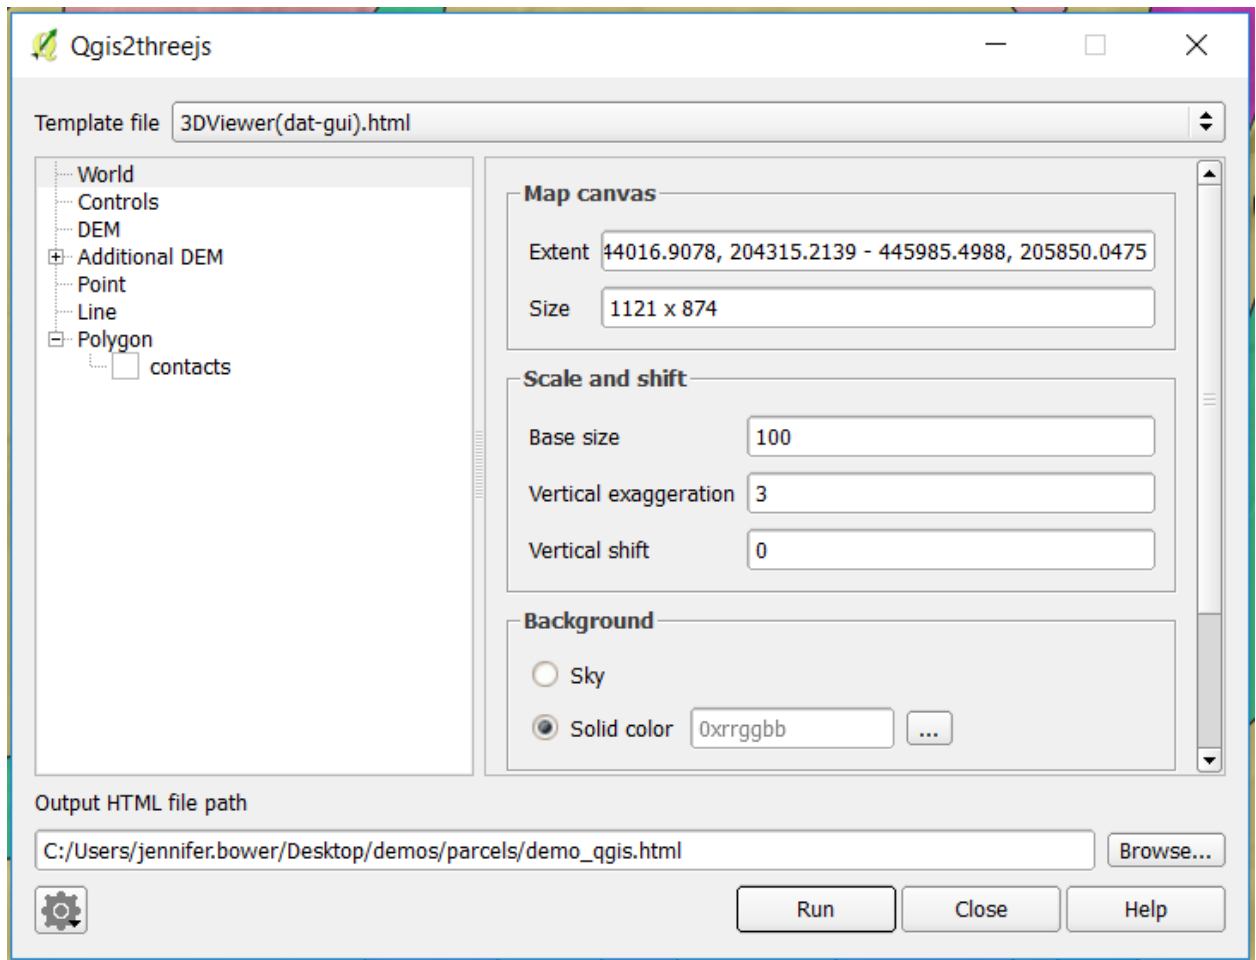 Qgis2threejs
Template file 3DViewer(dat-gui).html
World
Controls
DEM
Additional DEM
Point
Line
Polygon
contacts
Map canvas
Extent 44016.9078, 204315.2139 - 445985.4988, 205850.0475
Size 1121 x 874
Scale and shift
Base size 100
Vertical exaggeration 3
Vertical shift 0
Background
Sky
Solid color 0xrrggbb ...
Output HTML file path
C:/Users/jennifer.bower/Desktop/demos/parcels/demo_qgis.html Browse...
Run Close Help